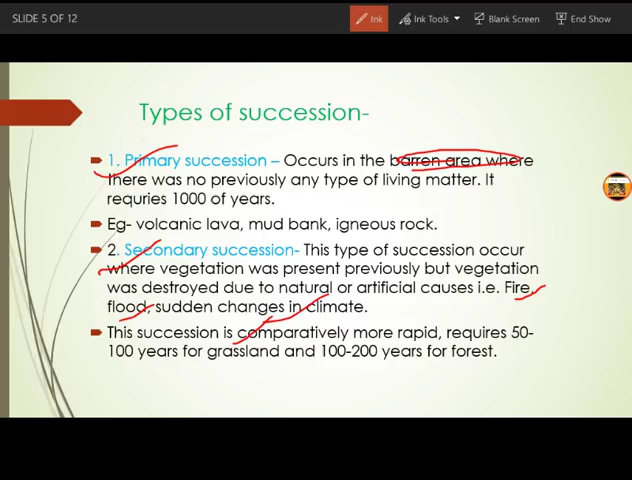 SLIDE 5 OF 12
Ink
Ink Tools
Blank Screen
End Show
Types of succession-
1. Primary succession – Occurs in the barren area where
there was no previously any type of living matter. It
requries 1000 of years.
Eg- volcanic lava, mud bank, igneous rock.
2. Secondary succession- This type of succession occur
where vegetation was present previously but vegetation
was destroyed due to natural or artificial causes i.e. Fire,
flood, sudden changes in climate.
This succession is comparatively more rapid, requires 50-
100 years for grassland and 100-200 years for forest.